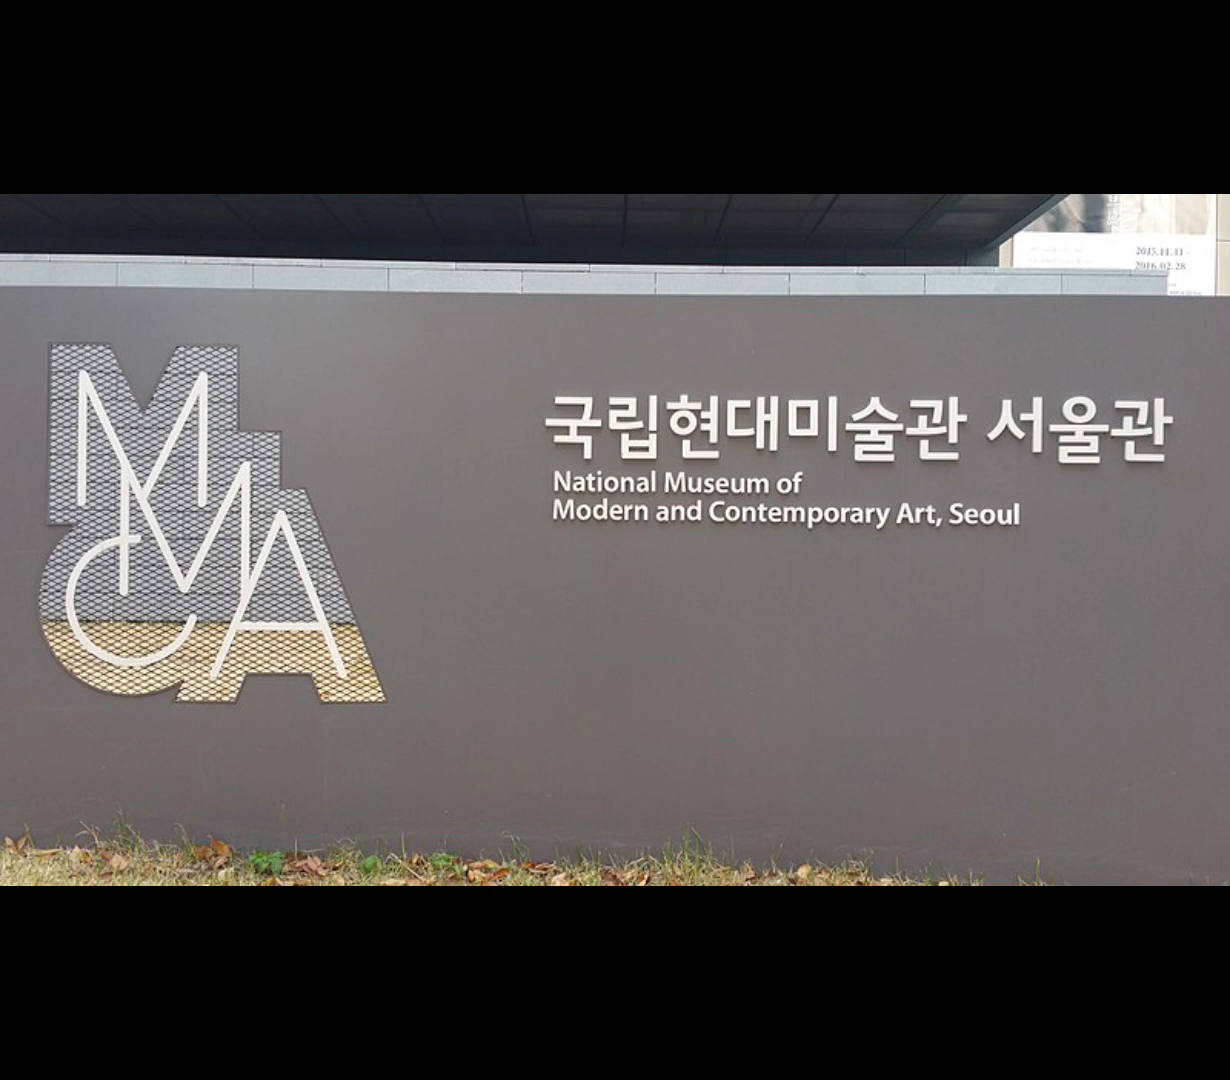 2015.11.11 -
2016.02.28
MMCA
국립현대미술관 서울관
National Museum of
Modern and Contemporary Art, Seoul